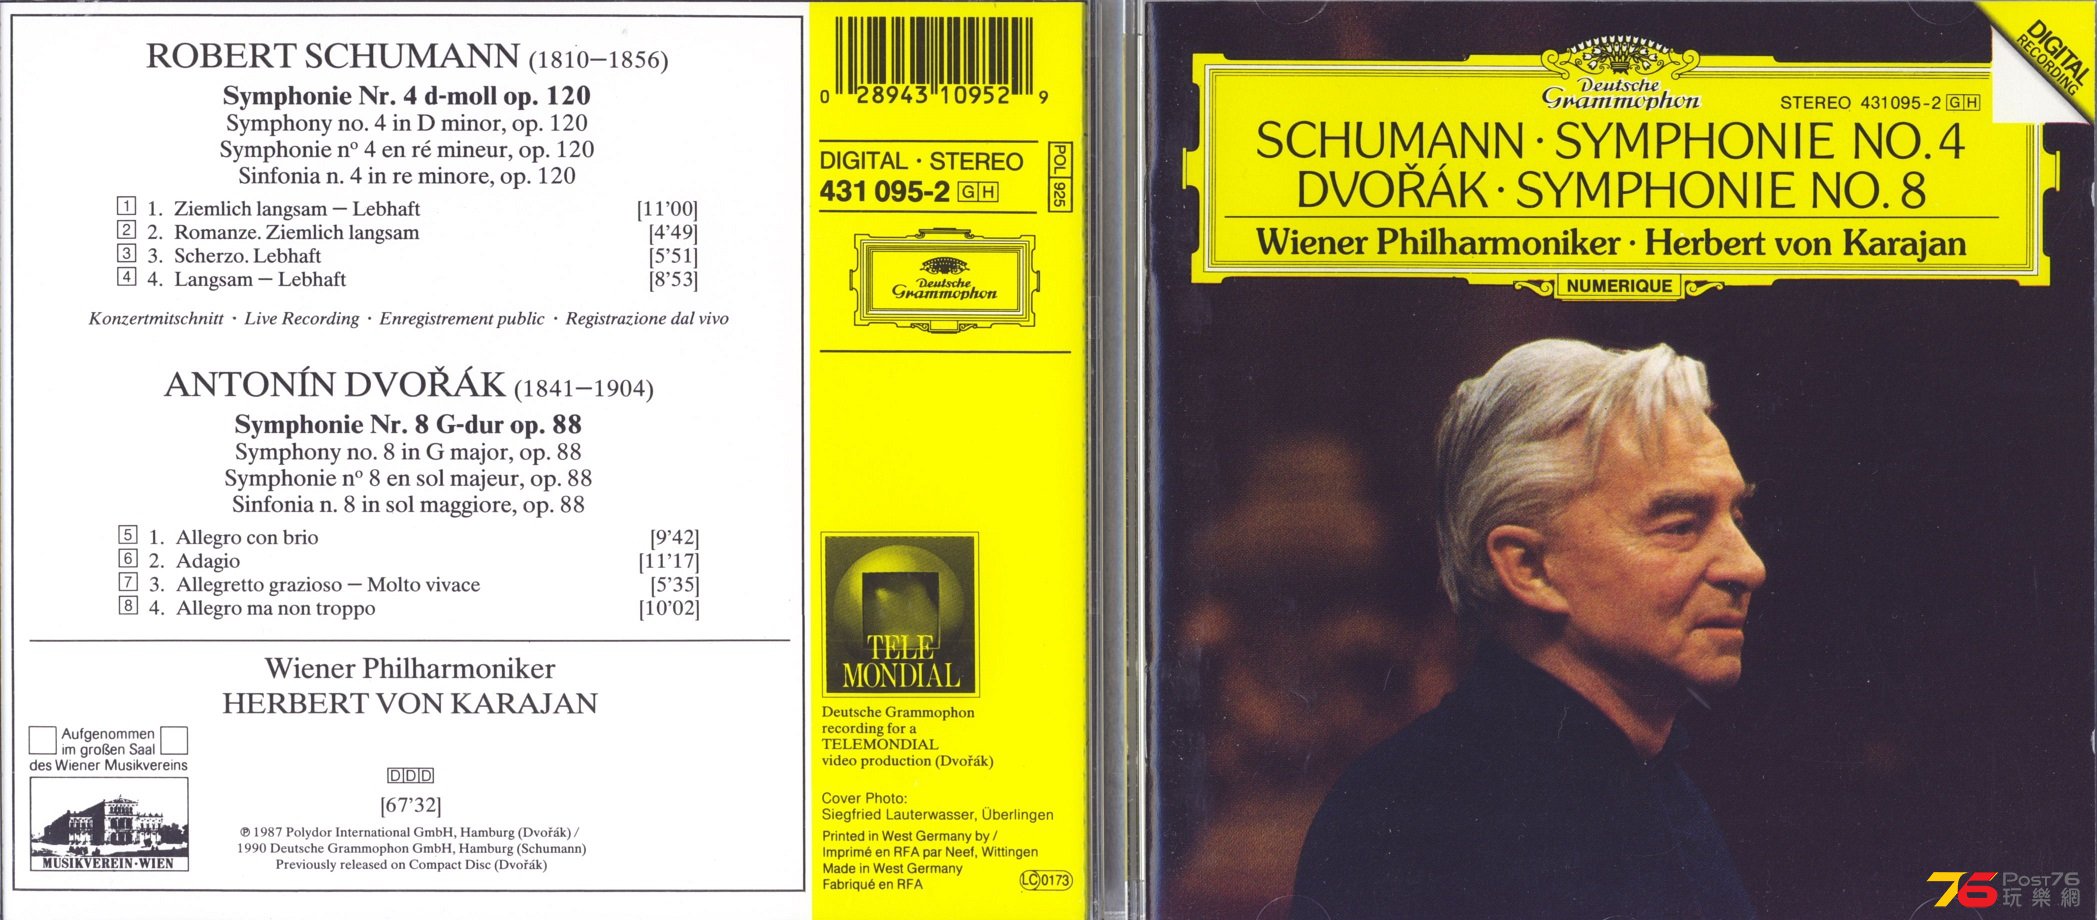 ROBERT SCHUMANN (1810–1856)
Symphonie Nr. 4 d-moll op. 120
Symphony no. 4 in D minor, op. 120
Symphonie nº 4 en ré mineur, op. 120
Sinfonia n. 4 in re minore, op. 120
1 1. Ziemlich langsam – Lebhaft [11'00]
2 2. Romanze. Ziemlich langsam [4'49]
3 3. Scherzo. Lebhaft [5'51]
4 4. Langsam – Lebhaft [8'53]
Konzertmitschnitt · Live Recording · Enregistrement public · Registrazione dal vivo
ANTONÍN DVOŘÁK (1841–1904)
Symphonie Nr. 8 G-dur op. 88
Symphony no. 8 in G major, op. 88
Symphonie nº 8 en sol majeur, op. 88
Sinfonia n. 8 in sol maggiore, op. 88
5 1. Allegro con brio [9'42]
6 2. Adagio [11'17]
7 3. Allegretto grazioso – Molto vivace [5'35]
8 4. Allegro ma non troppo [10'02]
Wiener Philharmoniker
HERBERT VON KARAJAN
Aufgenommen
im großen Saal
des Wiener Musikvereins
MUSIKVEREIN·WIEN
DDD
[67'32]
℗ 1987 Polydor International GmbH, Hamburg (Dvořák) /
1990 Deutsche Grammophon GmbH, Hamburg (Schumann)
Previously released on Compact Disc (Dvořák)
0 28943 10952 9
DIGITAL · STEREO
431 095-2 GH
POL 925
Deutsche
Grammophon
TELE
MONDIAL
Deutsche Grammophon
recording for a
TELEMONDIAL
video production (Dvořák)
Cover Photo:
Siegfried Lauterwasser, Überlingen
Printed in West Germany by /
Imprimé en RFA par Neef, Wittingen
Made in West Germany
Fabriqué en RFA
LC 0173
DIGITAL
RECORDING
Deutsche
Grammophon
STEREO 431 095-2 GH
SCHUMANN · SYMPHONIE NO. 4
DVOŘÁK · SYMPHONIE NO. 8
Wiener Philharmoniker · Herbert von Karajan
NUMERIQUE
76 POST76
玩樂網